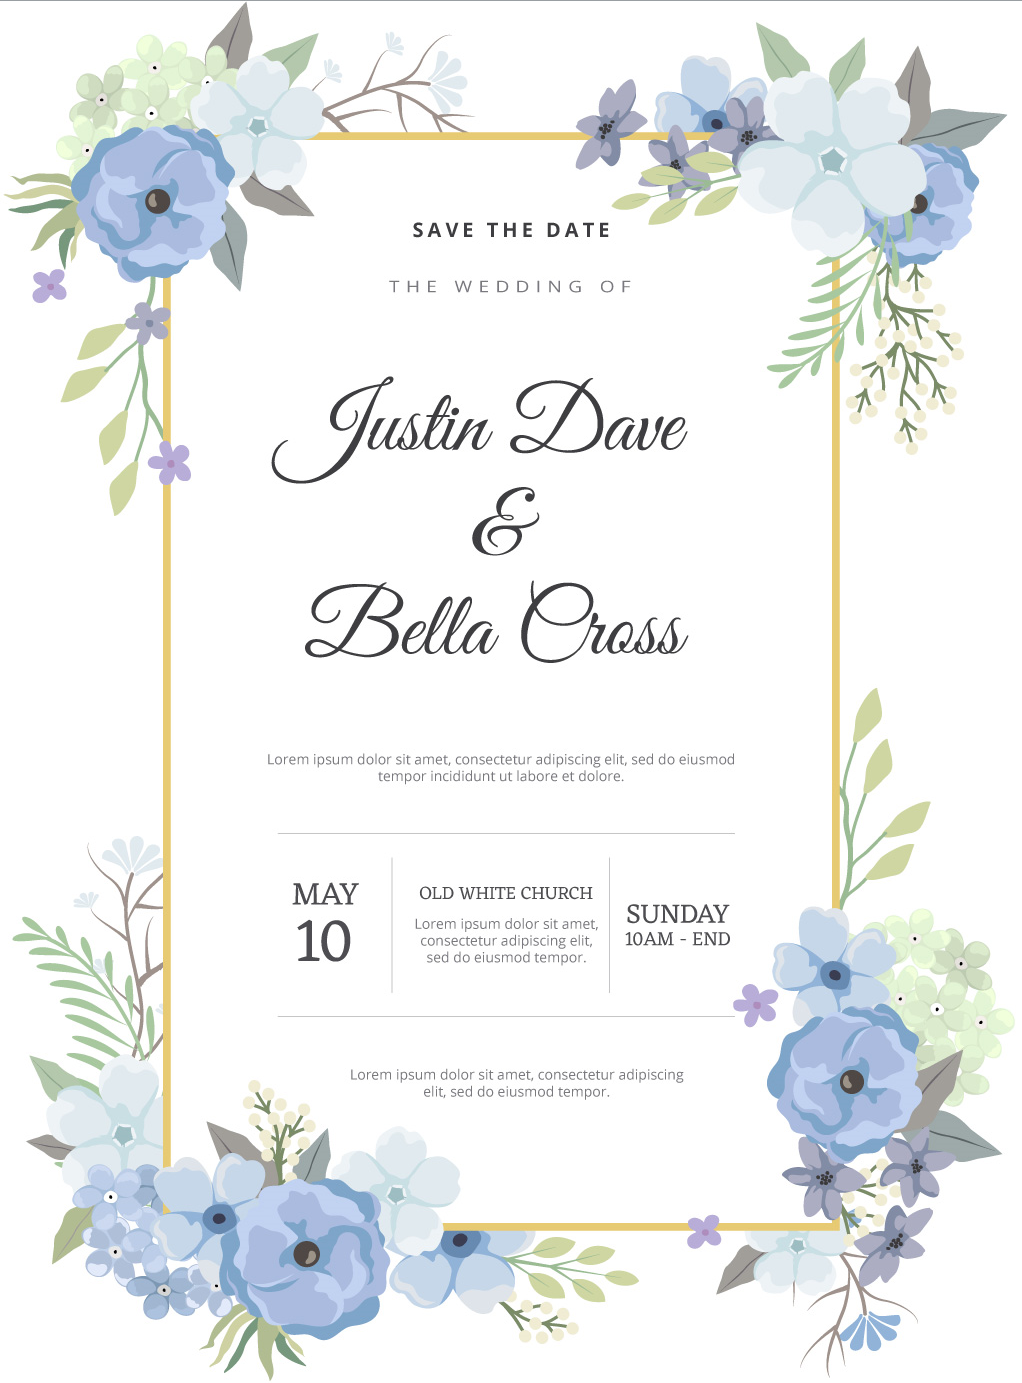 SAVE THE DATE
THE WEDDING OF
Justin Dave
&
Bella Cross
Lorem ipsum dolor sit amet, consectetur adipiscing elit, sed do eiusmod
tempor incididunt ut labore et dolore.
MAY
10
OLD WHITE CHURCH
Lorem ipsum dolor sit amet,
consectetur adipiscing elit,
sed do eiusmod tempor.
SUNDAY
10AM - END
Lorem ipsum dolor sit amet, consectetur adipiscing
elit, sed do eiusmod tempor.